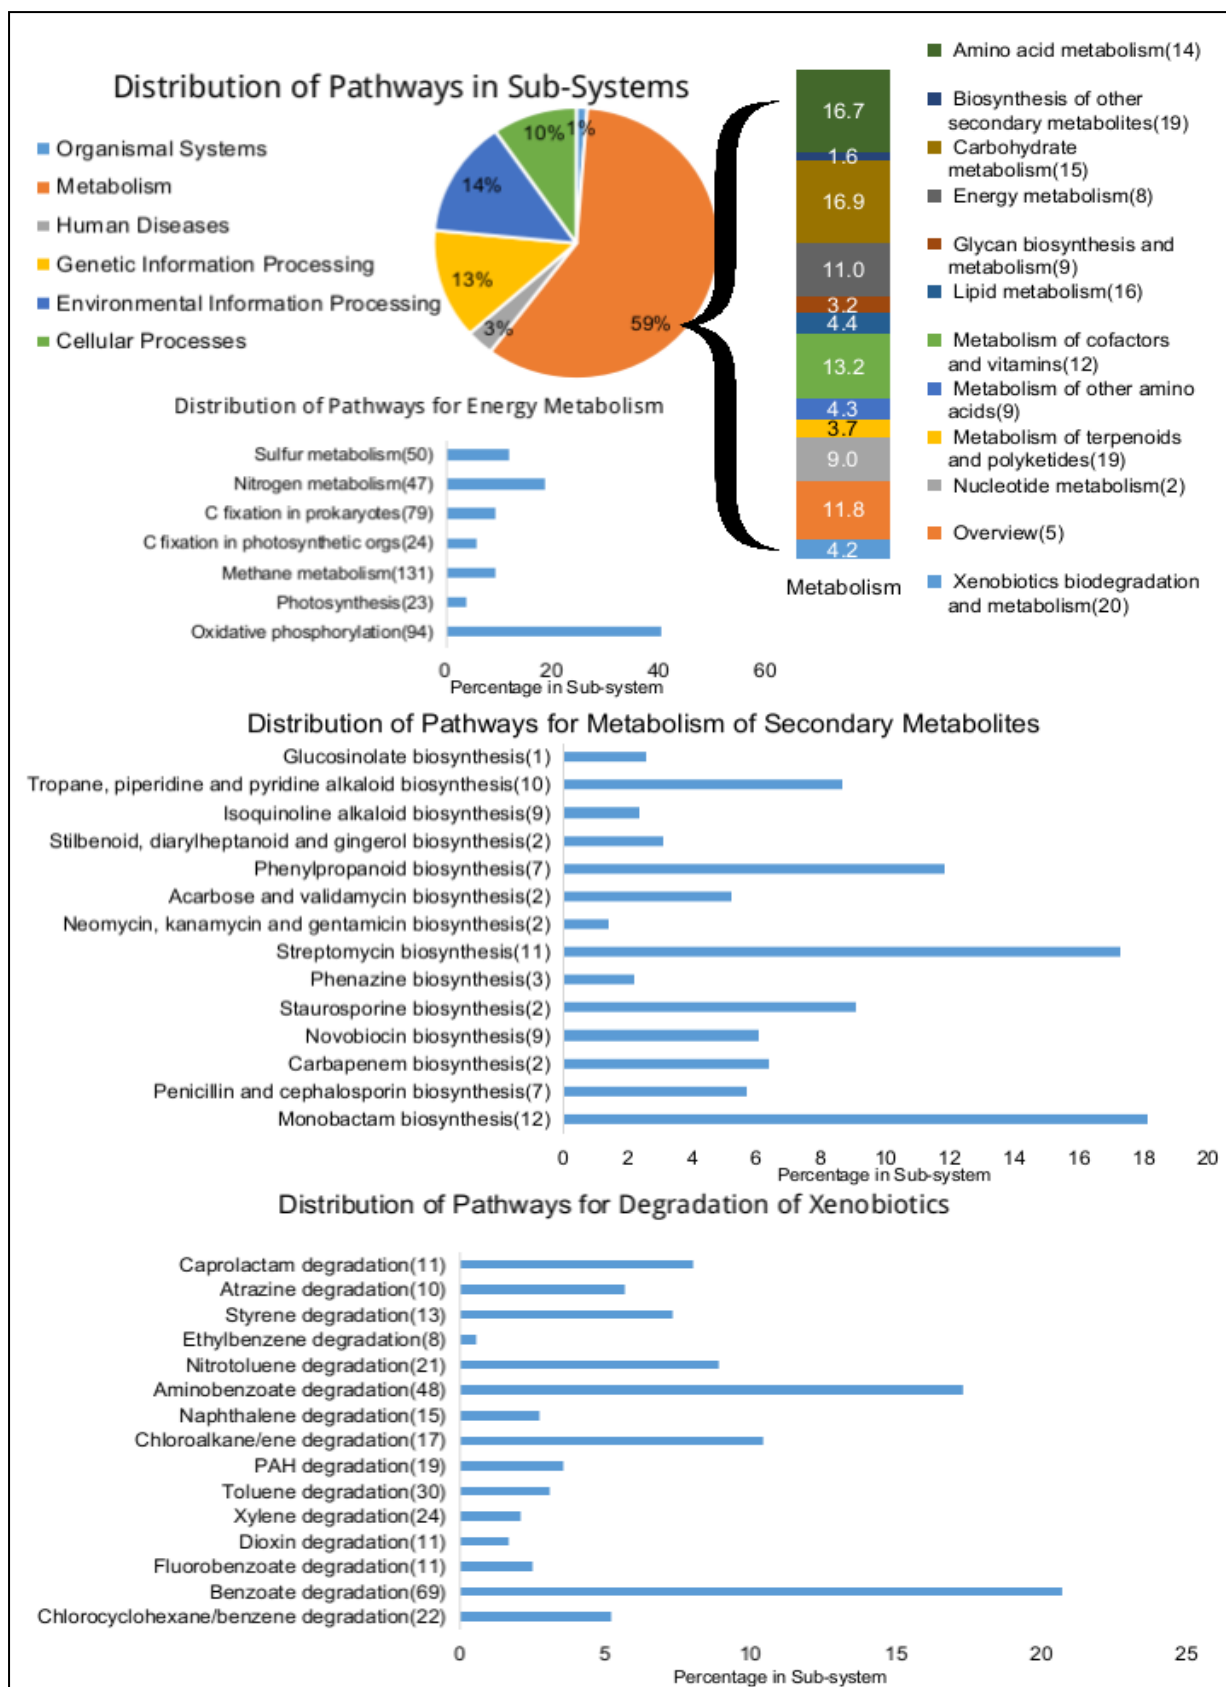 Distribution of Pathways in Sub-Systems
Organismal Systems
Metabolism
Human Diseases
Genetic Information Processing
Environmental Information Processing
Cellular Processes
1%
10%
14%
13%
3%
59%
16.7
1.6
16.9
11.0
3.2
4.4
13.2
4.3
3.7
9.0
11.8
4.2
Metabolism
Amino acid metabolism(14)
Biosynthesis of other
secondary metabolites(19)
Carbohydrate
metabolism(15)
Energy metabolism(8)
Glycan biosynthesis and
metabolism(9)
Lipid metabolism(16)
Metabolism of cofactors
and vitamins(12)
Metabolism of other amino
acids(9)
Metabolism of terpenoids
and polyketides(19)
Nucleotide metabolism(2)
Overview(5)
Xenobiotics biodegradation
and metabolism(20)
Distribution of Pathways for Energy Metabolism
Sulfur metabolism(50)
Nitrogen metabolism(47)
C fixation in prokaryotes(79)
C fixation in photosynthetic orgs(24)
Methane metabolism(131)
Photosynthesis(23)
Oxidative phosphorylation(94)
0 20 40 60
Percentage in Sub-system
Distribution of Pathways for Metabolism of Secondary Metabolites
Glucosinolate biosynthesis(1)
Tropane, piperidine and pyridine alkaloid biosynthesis(10)
Isoquinoline alkaloid biosynthesis(9)
Stilbenoid, diarylheptanoid and gingerol biosynthesis(2)
Phenylpropanoid biosynthesis(7)
Acarbose and validamycin biosynthesis(2)
Neomycin, kanamycin and gentamicin biosynthesis(2)
Streptomycin biosynthesis(11)
Phenazine biosynthesis(3)
Staurosporine biosynthesis(2)
Novobiocin biosynthesis(9)
Carbapenem biosynthesis(2)
Penicillin and cephalosporin biosynthesis(7)
Monobactam biosynthesis(12)
0 2 4 6 8 10 12 14 16 18 20
Percentage in Sub-system
Distribution of Pathways for Degradation of Xenobiotics
Caprolactam degradation(11)
Atrazine degradation(10)
Styrene degradation(13)
Ethylbenzene degradation(8)
Nitrotoluene degradation(21)
Aminobenzoate degradation(48)
Naphthalene degradation(15)
Chloroalkane/ene degradation(17)
PAH degradation(19)
Toluene degradation(30)
Xylene degradation(24)
Dioxin degradation(11)
Fluorobenzoate degradation(11)
Benzoate degradation(69)
Chlorocyclohexane/benzene degradation(22)
0 5 10 15 20 25
Percentage in Sub-system